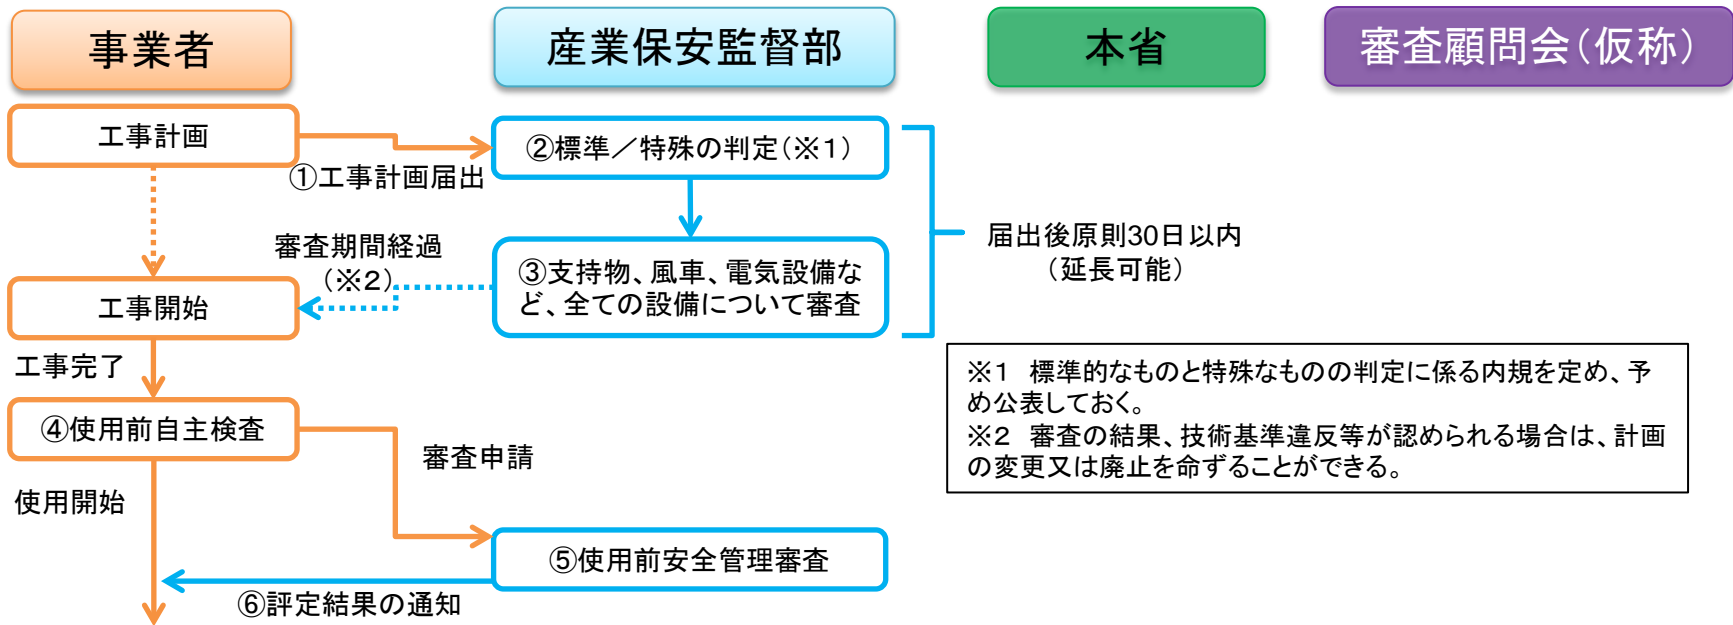 事業者
産業保安監督部
本省
審査顧問会(仮称)
工事計画
①工事計画届出
②標準／特殊の判定(※1)
審査期間経過
(※2)
③支持物、風車、電気設備な
ど、全ての設備について審査
届出後原則30日以内
(延長可能)
工事開始
工事完了
④使用前自主検査
審査申請
使用開始
⑤使用前安全管理審査
⑥評定結果の通知
※1　標準的なものと特殊なものの判定に係る内規を定め、予
め公表しておく。
※2　審査の結果、技術基準違反等が認められる場合は、計画
の変更又は廃止を命ずることができる。